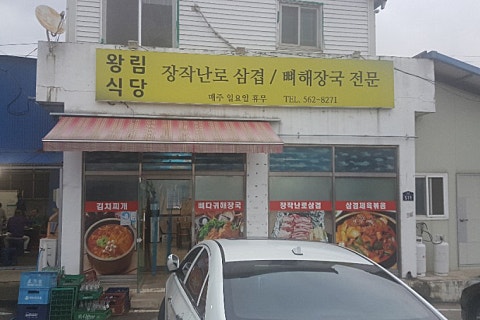 왕림
식당
장작난로 삼겹 / 뼈해장국 전문
매주 일요일 휴무 TEL. 562-8271
김치찌개
뼈다귀해장국
장작난로삼겹
삼겹제육볶음